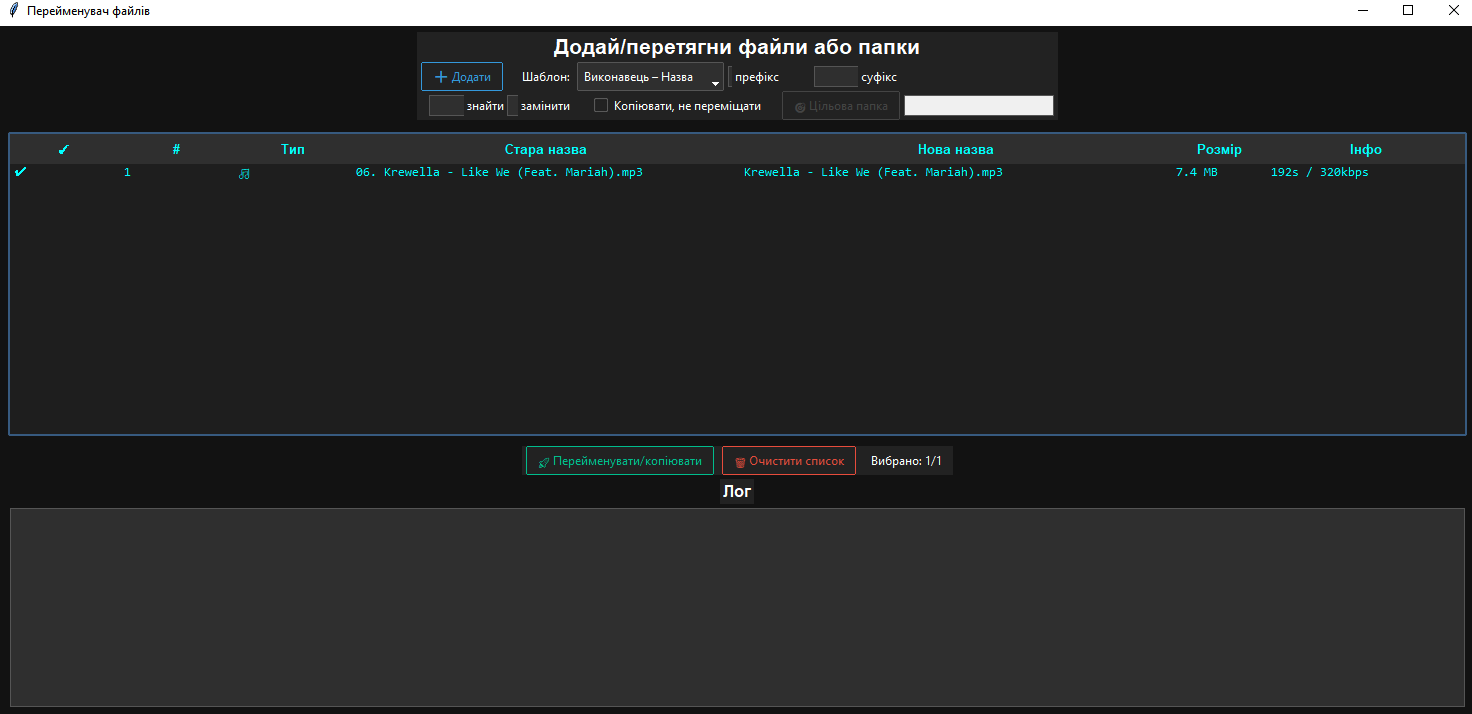 Перейменувач файлів
Додай/перетягни файли або папки
+ Додати Шаблон: Виконавець – Назва префікс суфікс
знайти замінити Копіювати, не переміщати Цільова папка
✔ # Тип Стара назва Нова назва Розмір Інфо
✔ 1 06. Krewella - Like We (Feat. Mariah).mp3 Krewella - Like We (Feat. Mariah).mp3 7.4 MB 192s / 320kbps
Перейменувати/копіювати Очистити список Вибрано: 1/1
Лог